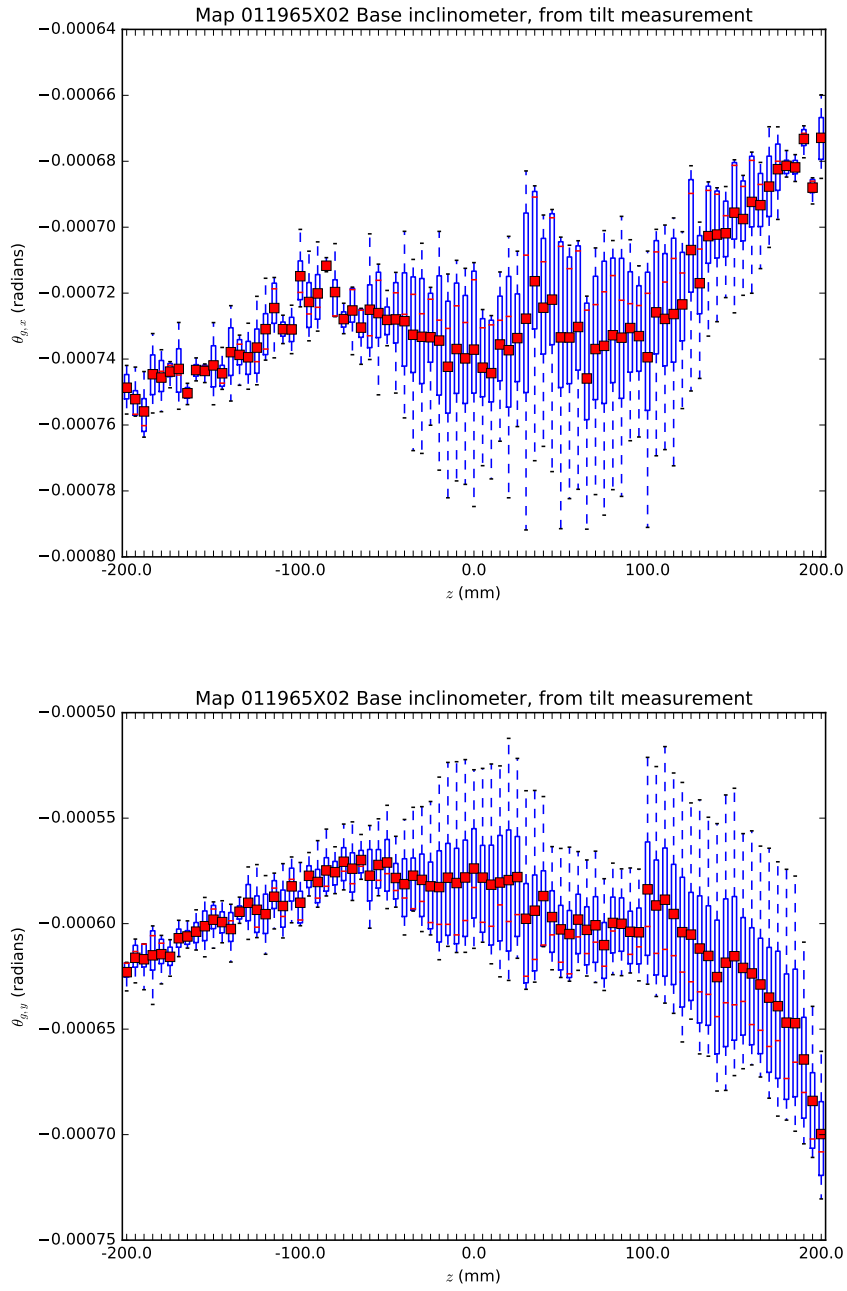 Map 011965X02 Base inclinometer, from tilt measurement
−0.00064
−0.00066
−0.00068
−0.00070
−0.00072
−0.00074
−0.00076
−0.00078
−0.00080
θg,x (radians)
-200.0 -100.0 0.0 100.0 200.0
z (mm)
Map 011965X02 Base inclinometer, from tilt measurement
−0.00050
−0.00055
−0.00060
−0.00065
−0.00070
−0.00075
θg,y (radians)
-200.0 -100.0 0.0 100.0 200.0
z (mm)